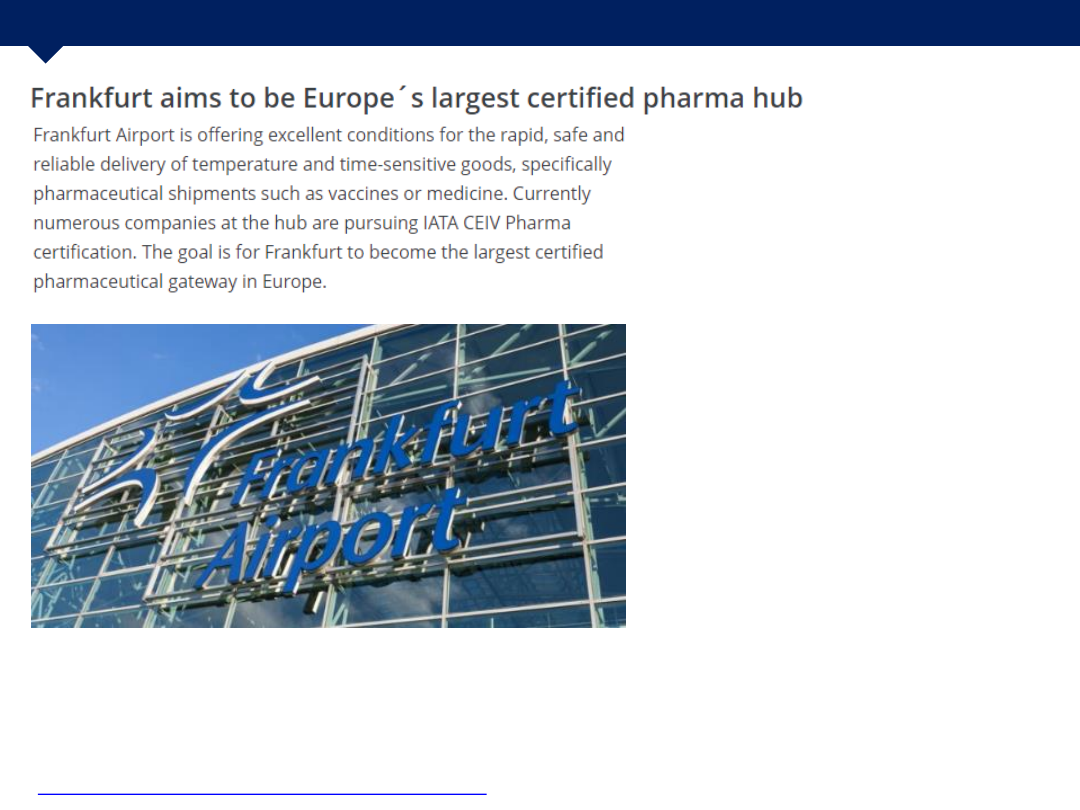 Frankfurt aims to be Europe´s largest certified pharma hub
Frankfurt Airport is offering excellent conditions for the rapid, safe and
reliable delivery of temperature and time-sensitive goods, specifically
pharmaceutical shipments such as vaccines or medicine. Currently
numerous companies at the hub are pursuing IATA CEIV Pharma
certification. The goal is for Frankfurt to become the largest certified
pharmaceutical gateway in Europe.
Frankfurt
Airport